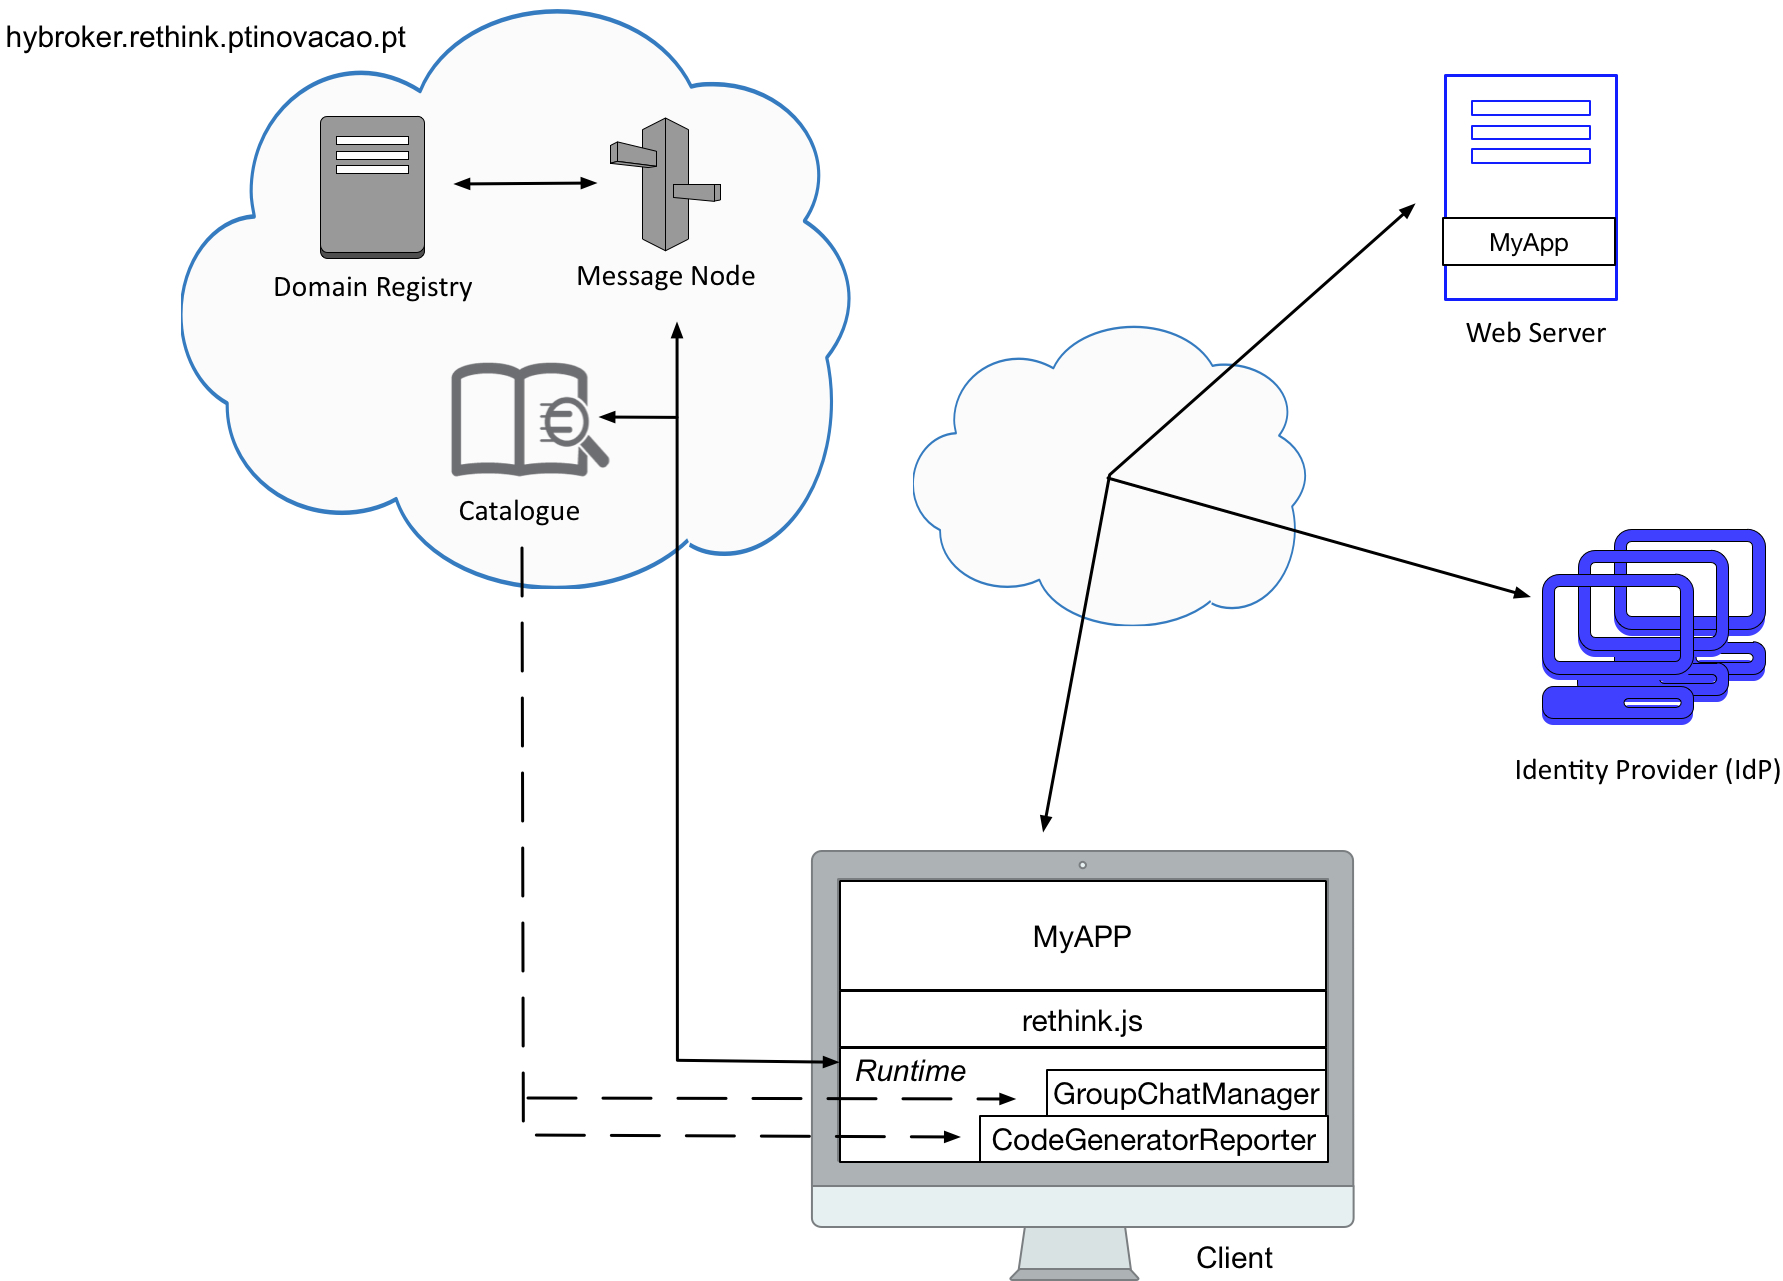 hybroker.rethink.ptinovacao.pt
Domain Registry
Message Node
Catalogue
MyApp
Web Server
Identity Provider (IdP)
MyAPP
rethink.js
Runtime
GroupChatManager
CodeGeneratorReporter
Client